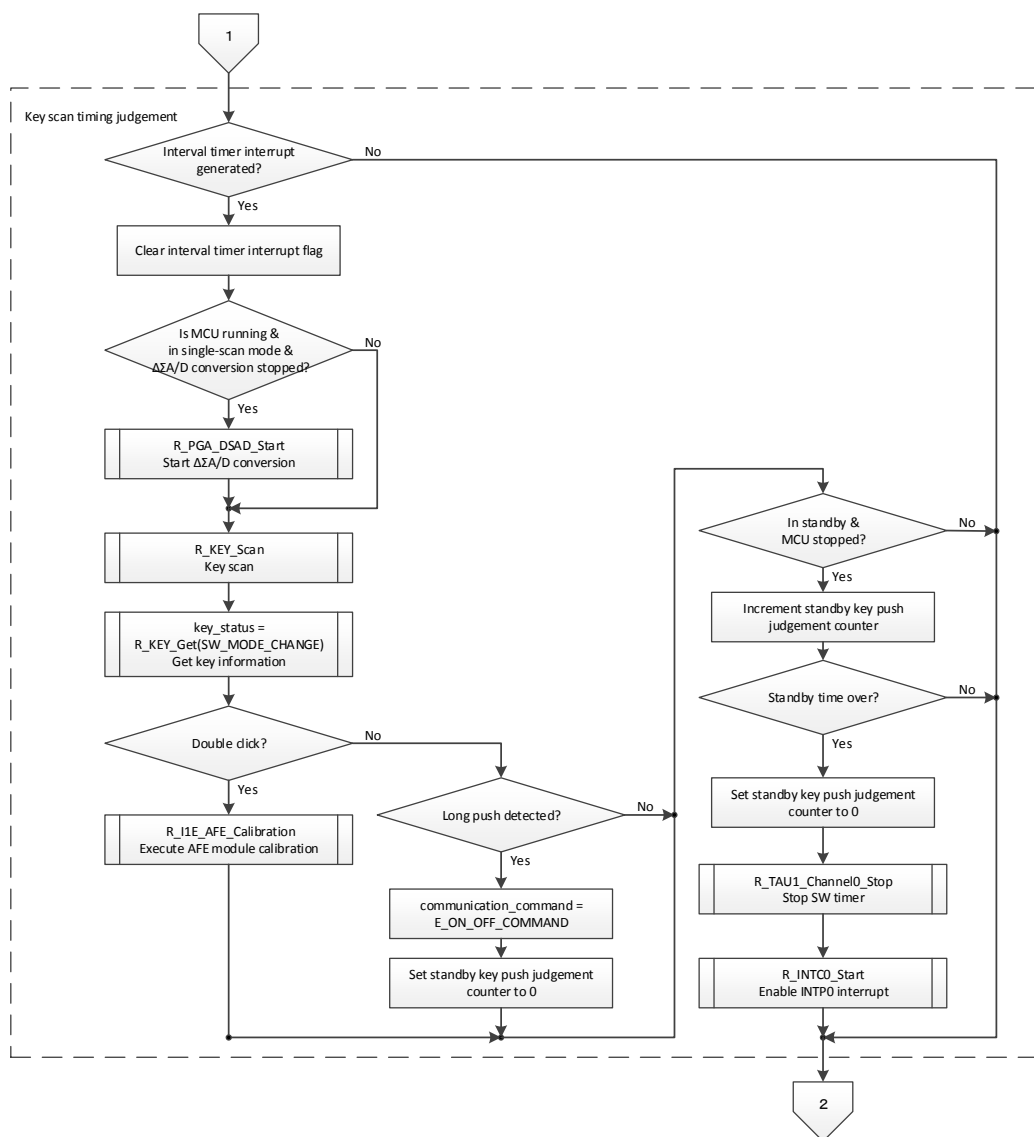 1
Key scan timing judgement
Interval timer interrupt
generated?
No
Yes
Clear interval timer interrupt flag
Is MCU running &
in single-scan mode &
ΔΣA/D conversion stopped?
No
Yes
R_PGA_DSAD_Start
Start ΔΣA/D conversion
R_KEY_Scan
Key scan
key_status =
R_KEY_Get(SW_MODE_CHANGE)
Get key information
Double click?
No
Yes
R_I1E_AFE_Calibration
Execute AFE module calibration
Long push detected?
No
Yes
communication_command =
E_ON_OFF_COMMAND
Set standby key push judgement
counter to 0
In standby &
MCU stopped?
No
Yes
Increment standby key push
judgement counter
Standby time over?
No
Yes
Set standby key push judgement
counter to 0
R_TAU1_Channel0_Stop
Stop SW timer
R_INTC0_Start
Enable INTP0 interrupt
2